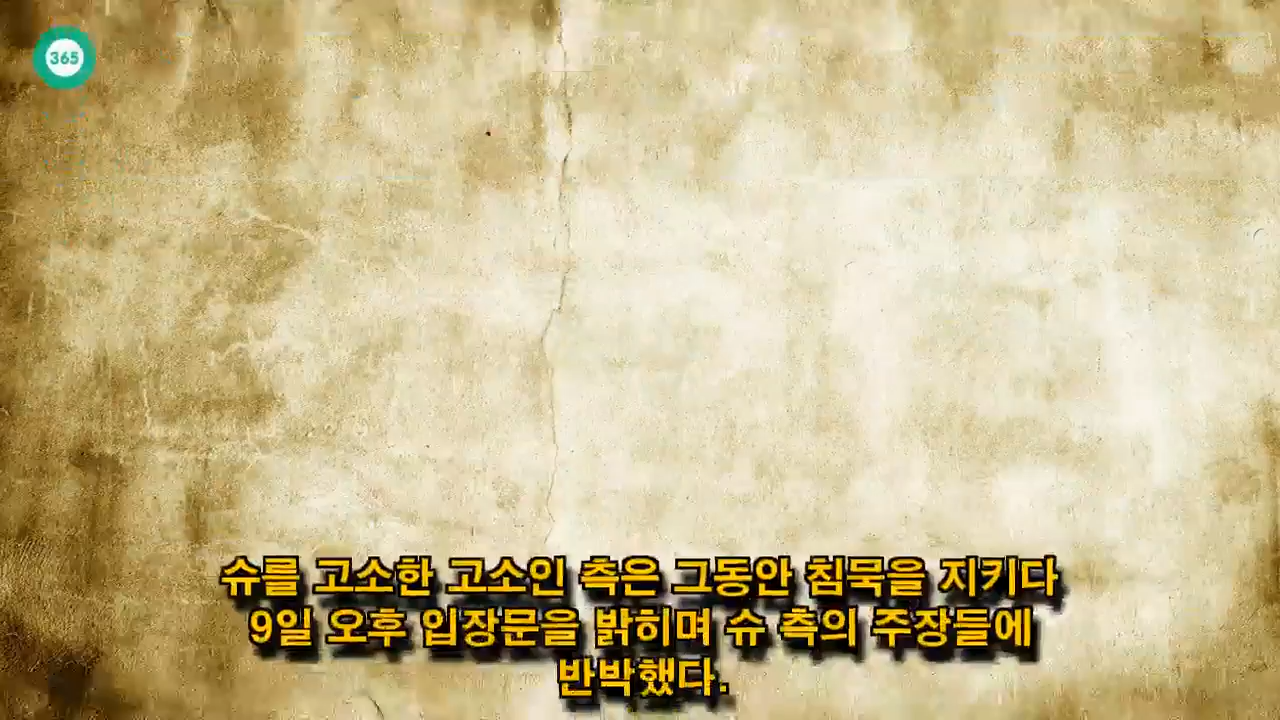 365
슈를 고소한 고소인 측은 그동안 침묵을 지키다
9일 오후 입장문을 밝히며 슈 측의 주장들에
반박했다.